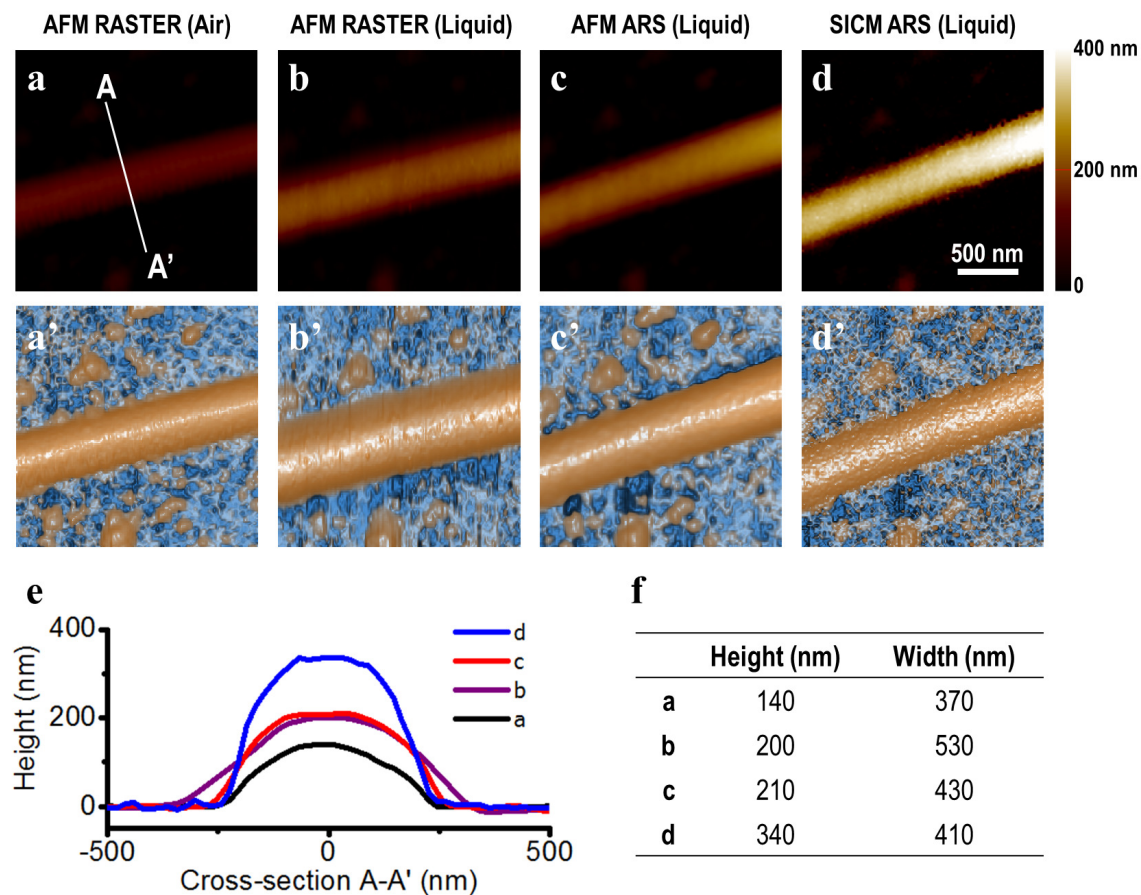 AFM RASTER (Air) AFM RASTER (Liquid) AFM ARS (Liquid) SICM ARS (Liquid)
a b c d
A
A'
400 nm
200 nm
0
500 nm
a' b' c' d'
e
400
200
0
Height (nm)
-500 0 500
Cross-section A-A' (nm)
d
c
b
a
f
Height (nm) Width (nm)
a 140 370
b 200 530
c 210 430
d 340 410